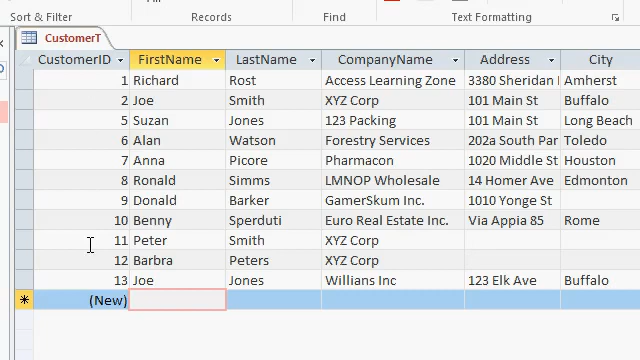 Sort & Filter Records Find Text Formatting
CustomerT
CustomerID FirstName LastName CompanyName Address City
1 Richard Rost Access Learning Zone 3380 Sheridan Amherst
2 Joe Smith XYZ Corp 101 Main St Buffalo
5 Suzan Jones 123 Packing 101 Main St Long Beach
6 Alan Watson Forestry Services 202a South Par Toledo
7 Anna Picore Pharmacon 1020 Middle St Houston
8 Ronald Simms LMNOP Wholesale 14 Homer Ave Edmonton
9 Donald Barker GamerSkum Inc. 1010 Yonge St
10 Benny Sperduti Euro Real Estate Inc. Via Appia 85 Rome
11 Peter Smith XYZ Corp
12 Barbra Peters XYZ Corp
13 Joe Jones Willians Inc 123 Elk Ave Buffalo
(New)